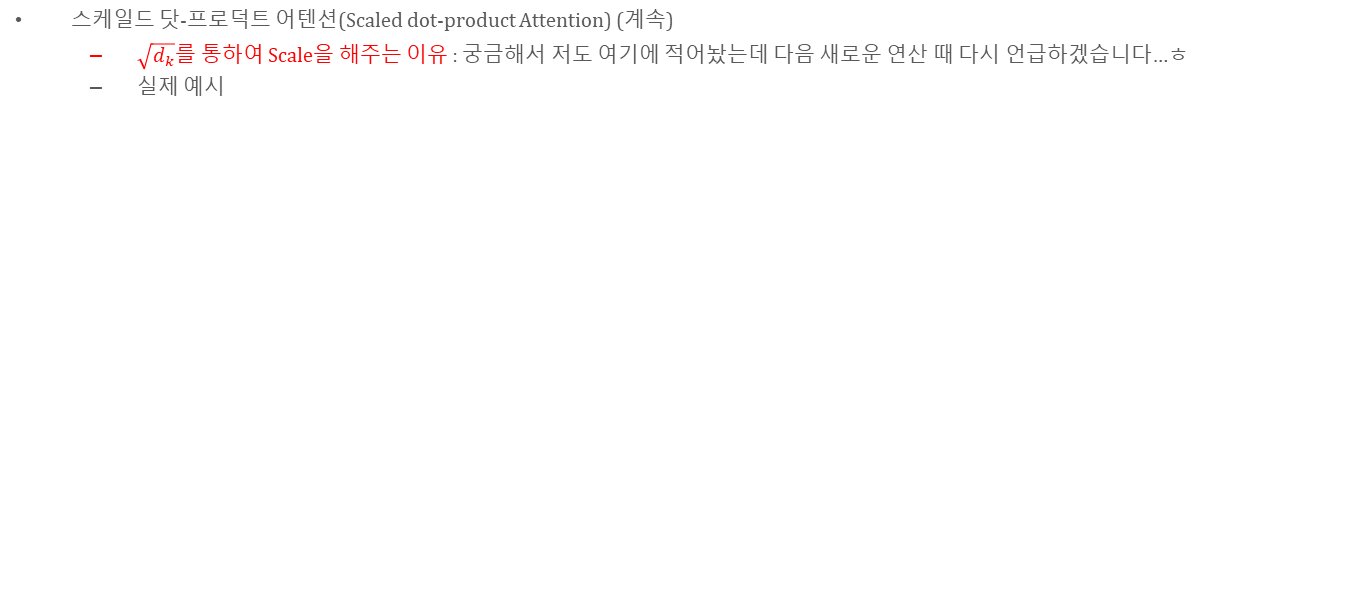 • 스케일드 닷-프로덕트 어텐션(Scaled dot-product Attention) (계속)
– √dₖ를 통하여 Scale을 해주는 이유 : 궁금해서 저도 여기에 적어놨는데 다음 새로운 연산 때 다시 언급하겠습니다…ㅎ
– 실제 예시